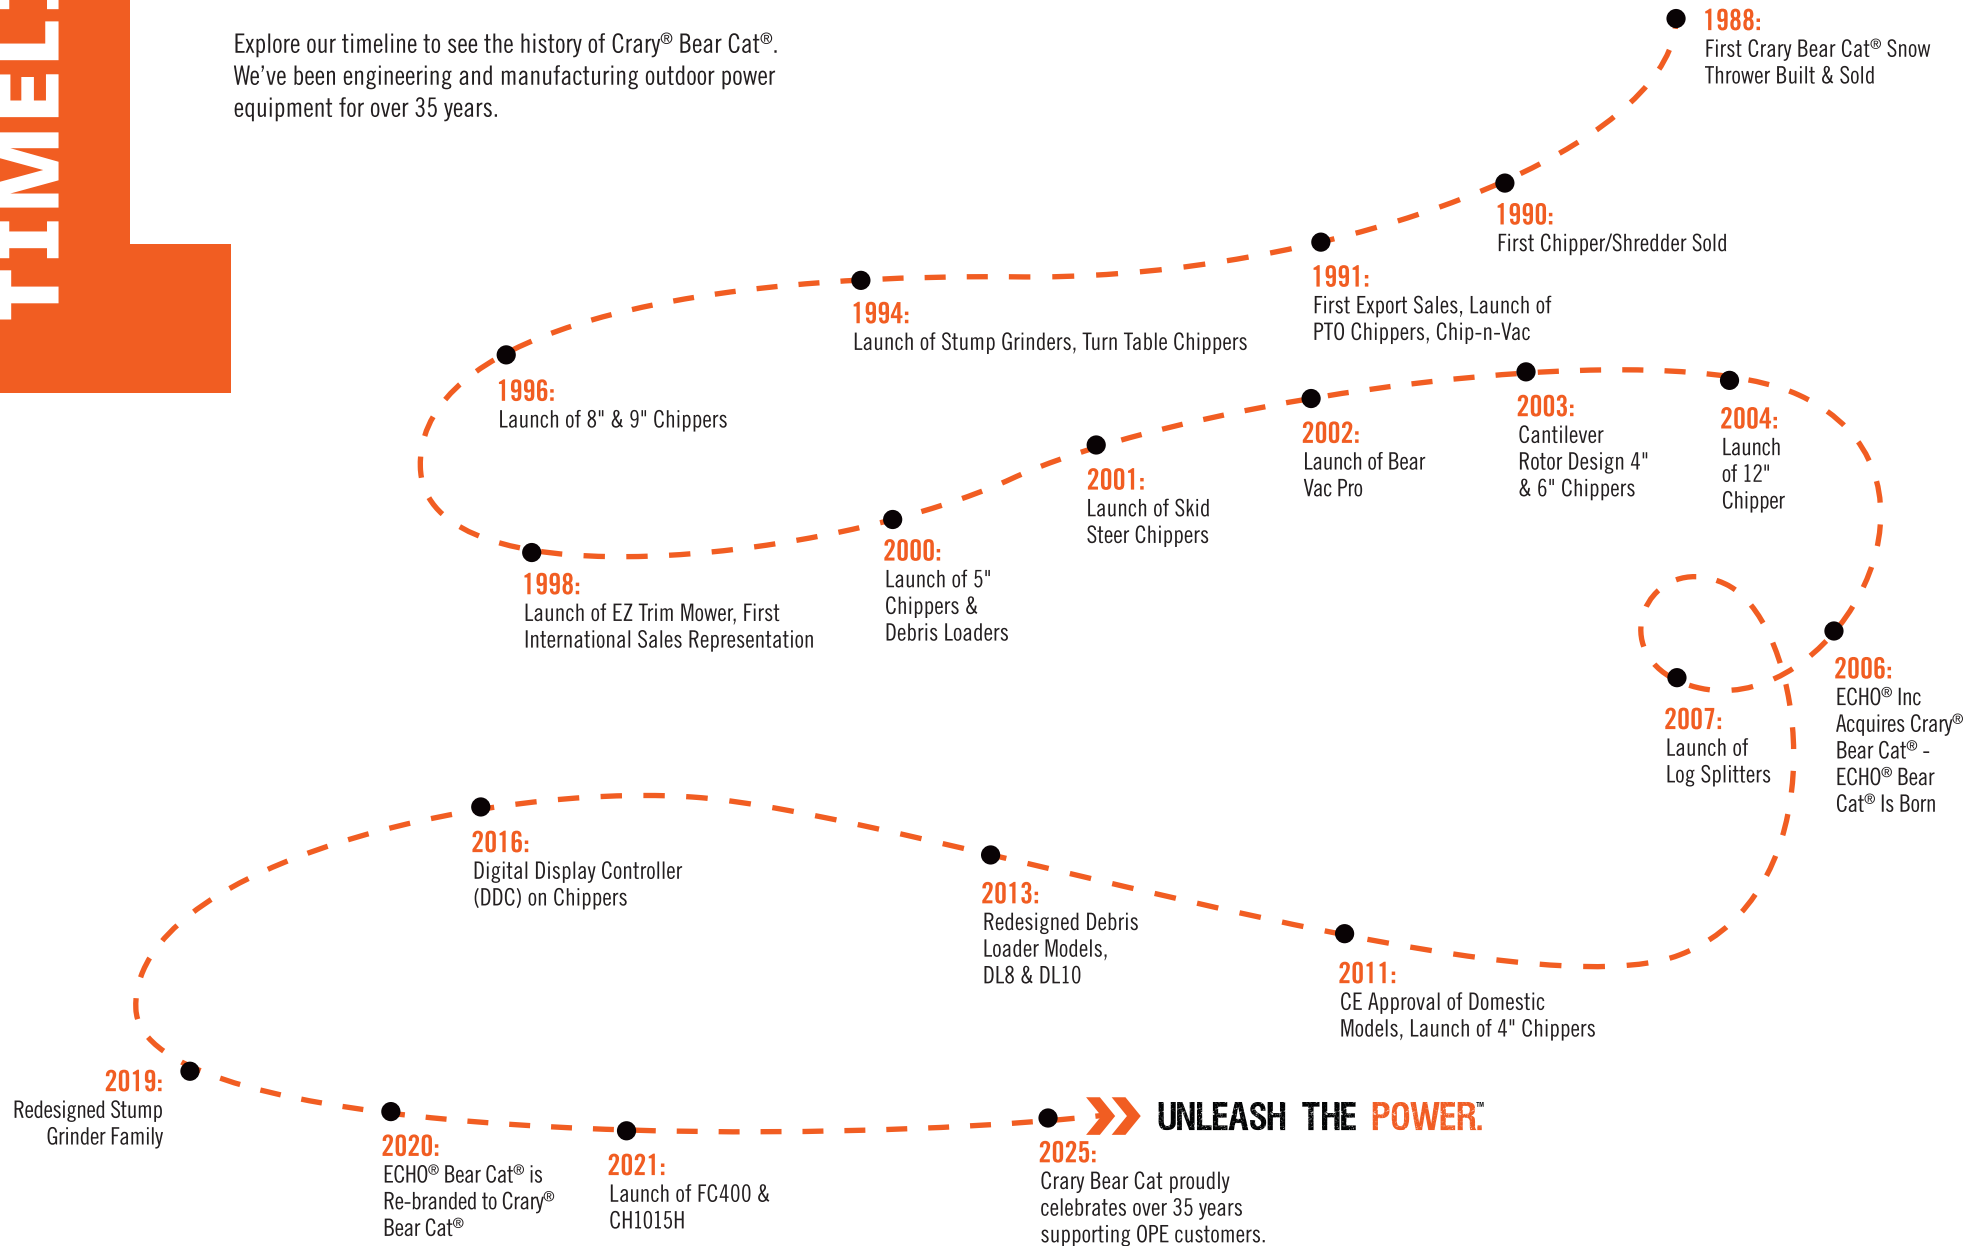 TIMEL
Explore our timeline to see the history of Crary® Bear Cat®.
We've been engineering and manufacturing outdoor power
equipment for over 35 years.
1988:
First Crary Bear Cat® Snow
Thrower Built & Sold
1990:
First Chipper/Shredder Sold
1991:
First Export Sales, Launch of
PTO Chippers, Chip-n-Vac
1994:
Launch of Stump Grinders, Turn Table Chippers
1996:
Launch of 8" & 9" Chippers
1998:
Launch of EZ Trim Mower, First
International Sales Representation
2000:
Launch of 5"
Chippers &
Debris Loaders
2001:
Launch of Skid
Steer Chippers
2002:
Launch of Bear
Vac Pro
2003:
Cantilever
Rotor Design 4"
& 6" Chippers
2004:
Launch
of 12"
Chipper
2006:
ECHO® Inc
Acquires Crary®
Bear Cat® -
ECHO® Bear
Cat® Is Born
2007:
Launch of
Log Splitters
2011:
CE Approval of Domestic
Models, Launch of 4" Chippers
2013:
Redesigned Debris
Loader Models,
DL8 & DL10
2016:
Digital Display Controller
(DDC) on Chippers
2019:
Redesigned Stump
Grinder Family
2020:
ECHO® Bear Cat® is
Re-branded to Crary®
Bear Cat®
2021:
Launch of FC400 &
CH1015H
2025:
Crary Bear Cat proudly
celebrates over 35 years
supporting OPE customers.
UNLEASH THE POWER.™